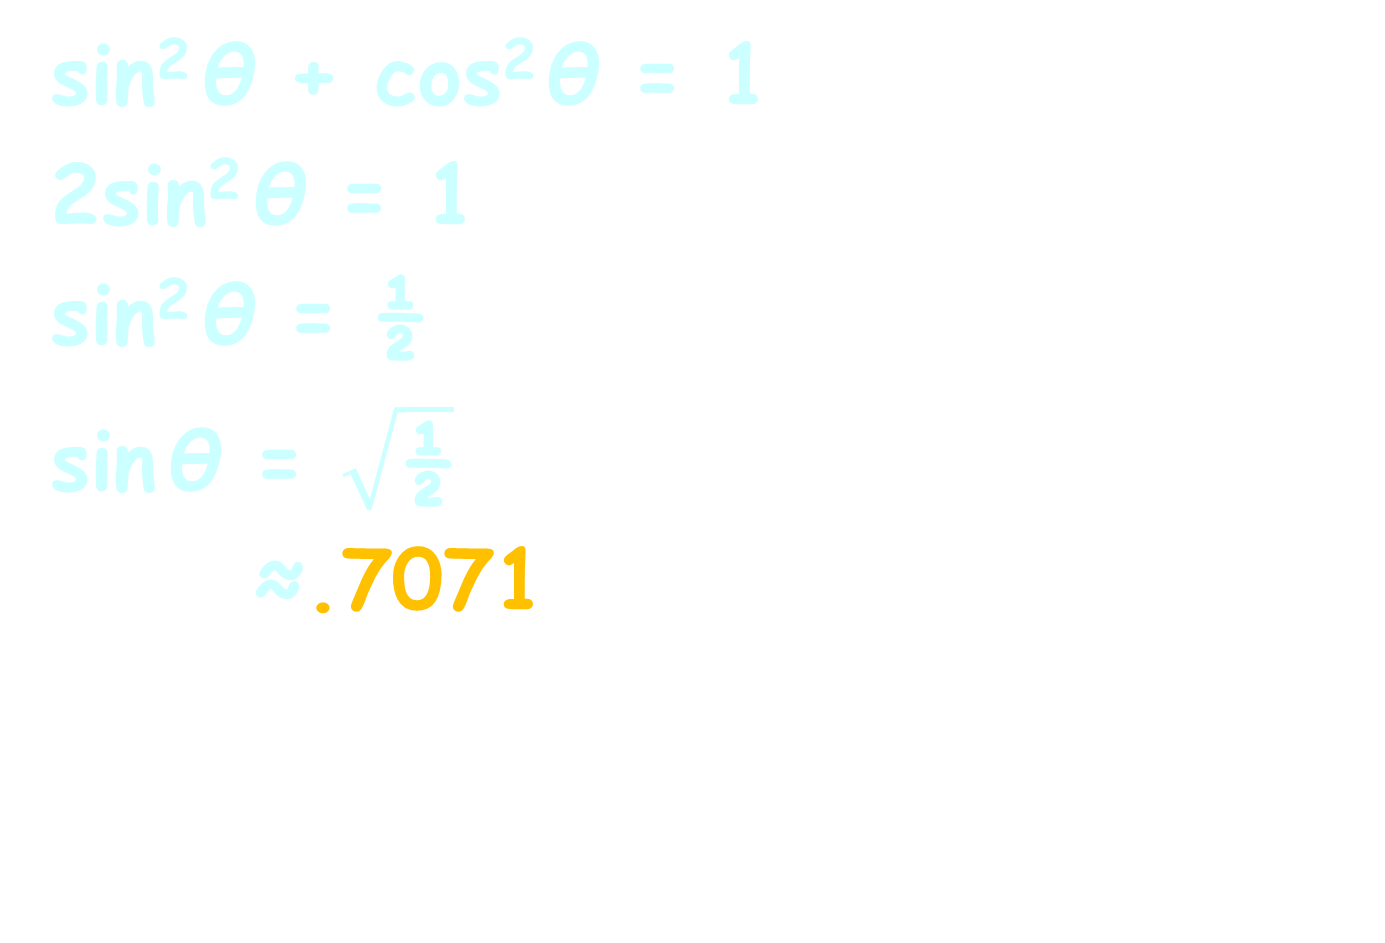 sin²θ + cos²θ = 1
2sin²θ = 1
sin²θ = 1/2
sinθ = √(1/2)
≈.7071